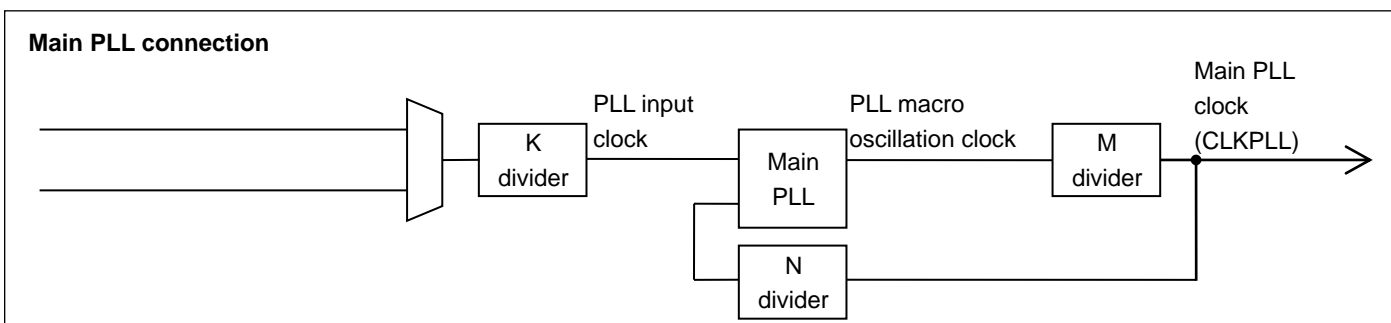 Main PLL connection
K
divider
PLL input
clock
Main
PLL
PLL macro
oscillation clock
M
divider
Main PLL
clock
(CLKPLL)
N
divider